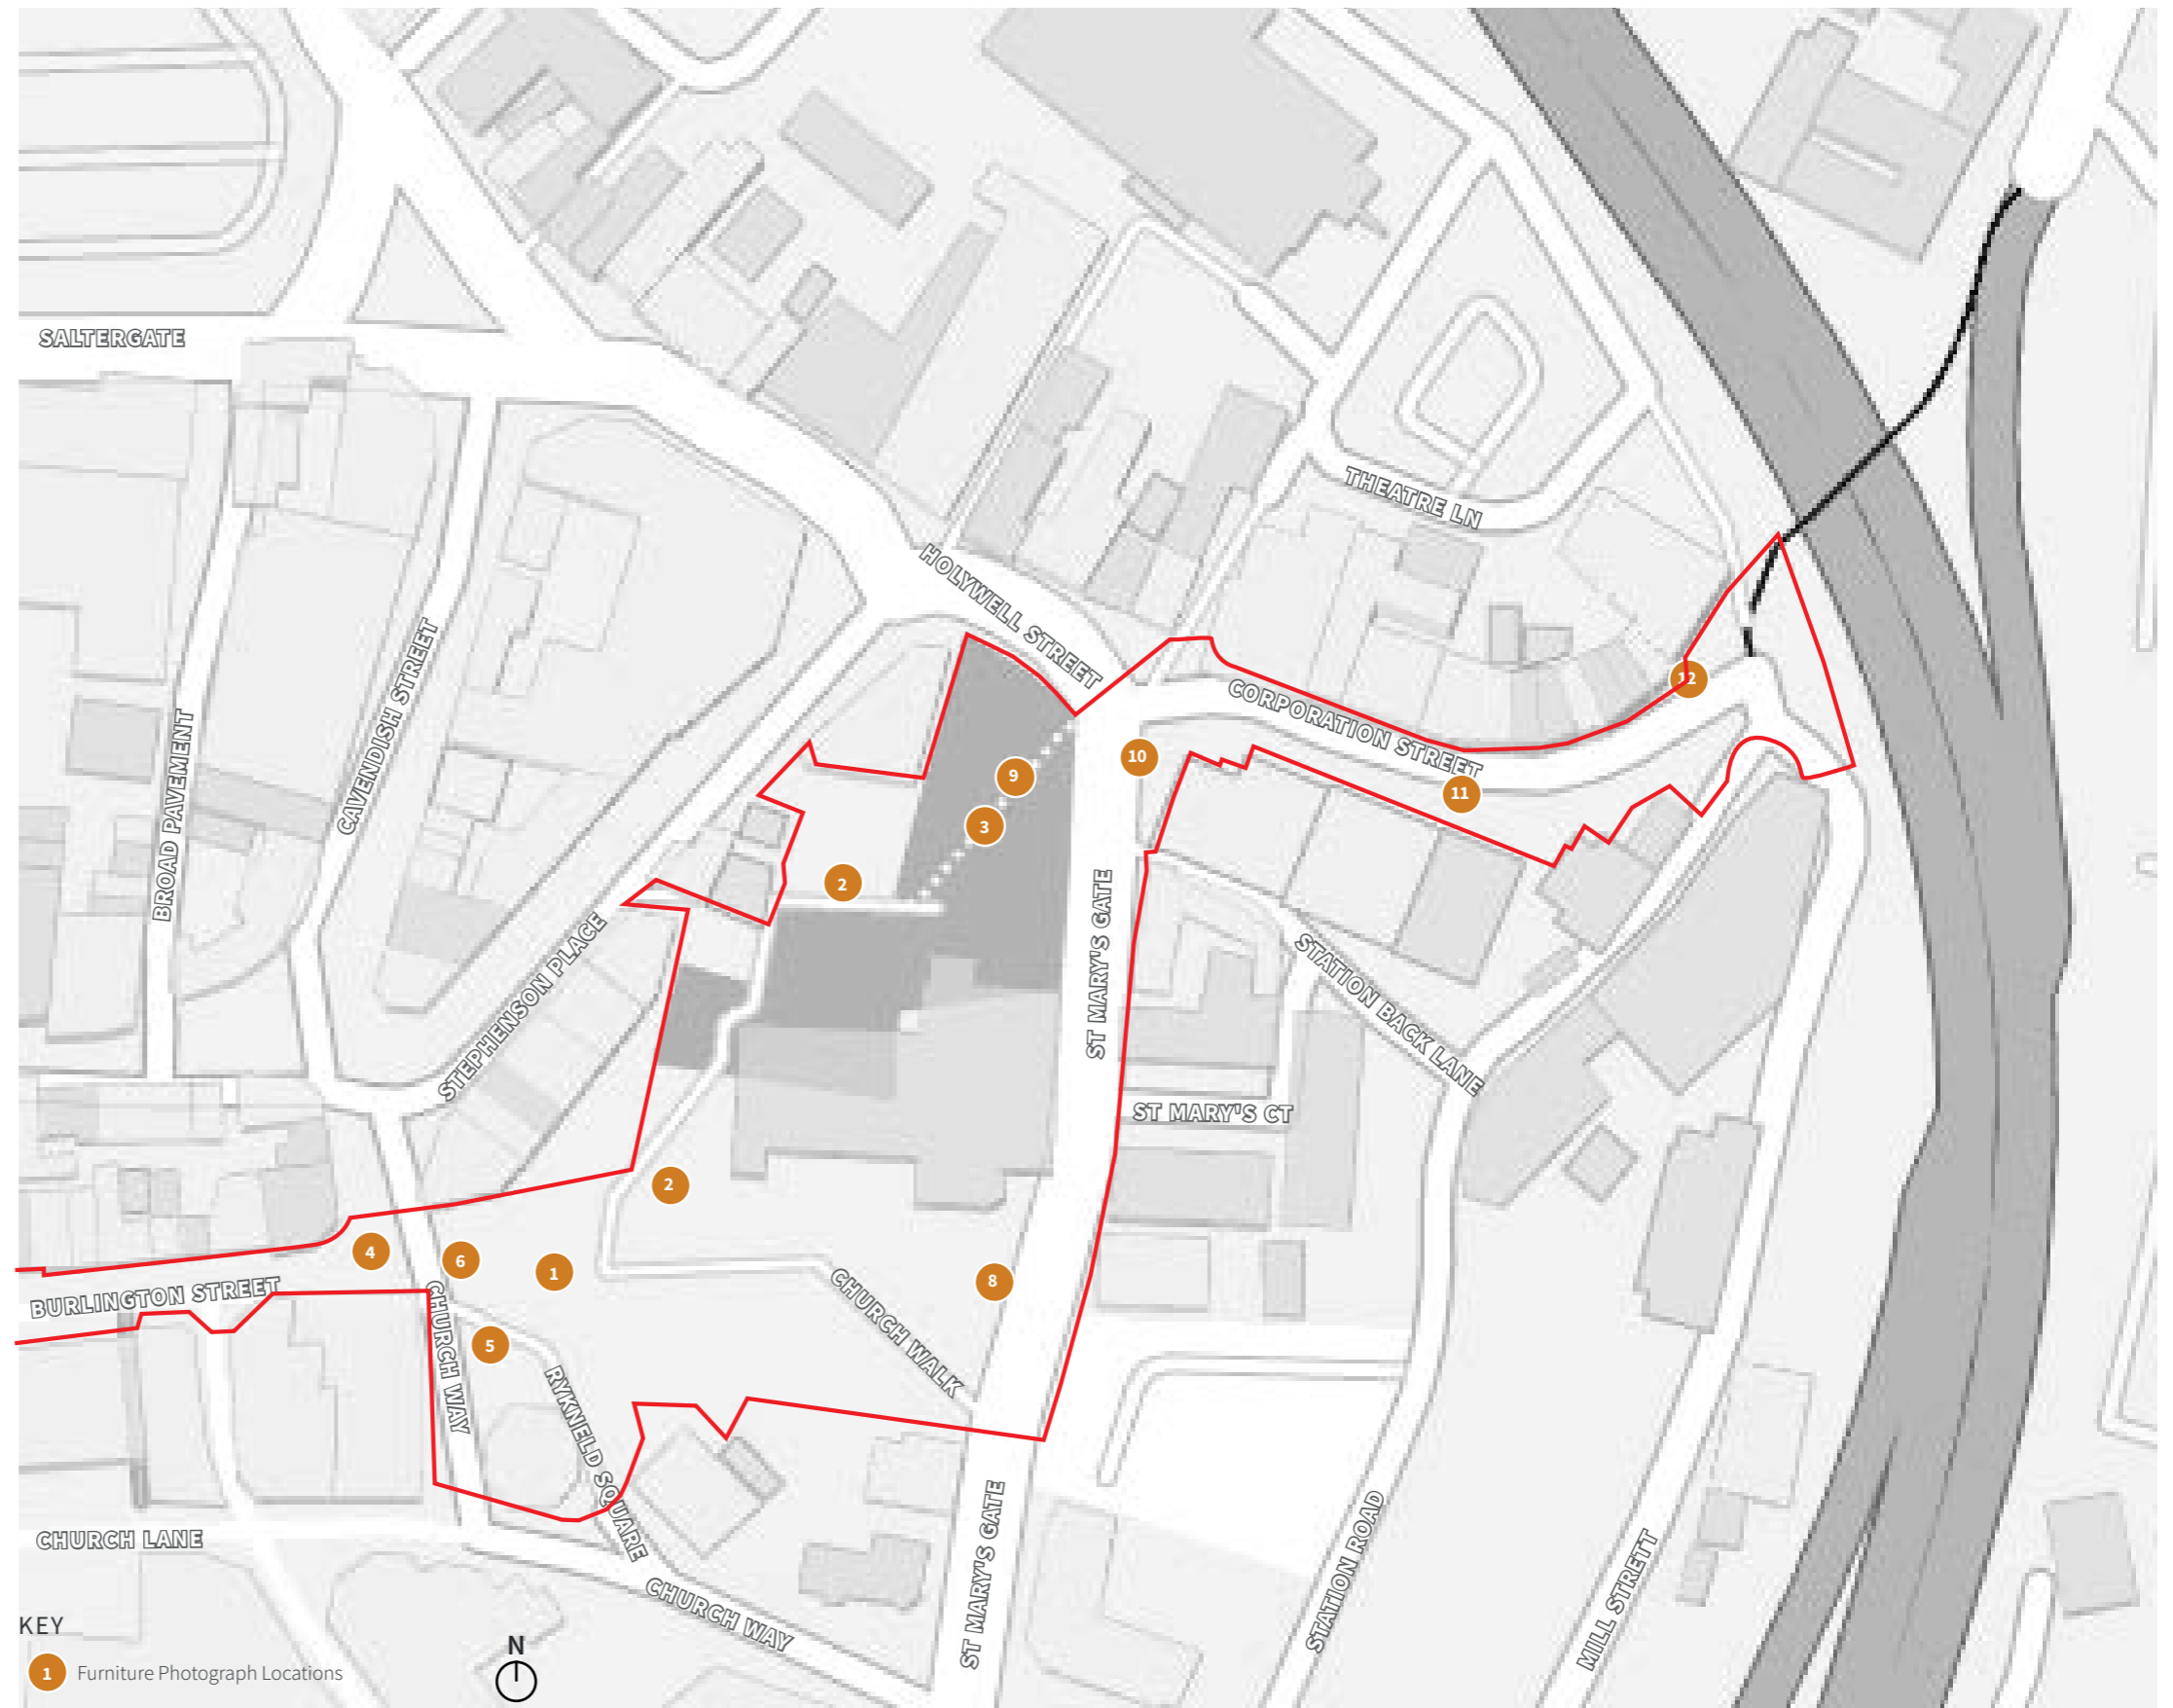 SALTERGATE
THEATRE LN
HOLYWELL STREET
CAVENDISH STREET
BROAD PAVEMENT
12
CORPORATION STREET
10
9
11
3
2
STEPHENSON PLACE
ST MARY'S GATE
STATION BACK LANE
ST MARY'S CT
2
4
6
1
8
BURLINGTON STREET
CHURCH WAY
5
CHURCH WALK
RYKNELD SQUARE
CHURCH LANE
CHURCH WAY
ST MARY'S GATE
STATION ROAD
MILL STRETT
KEY
N
1 Furniture Photograph Locations